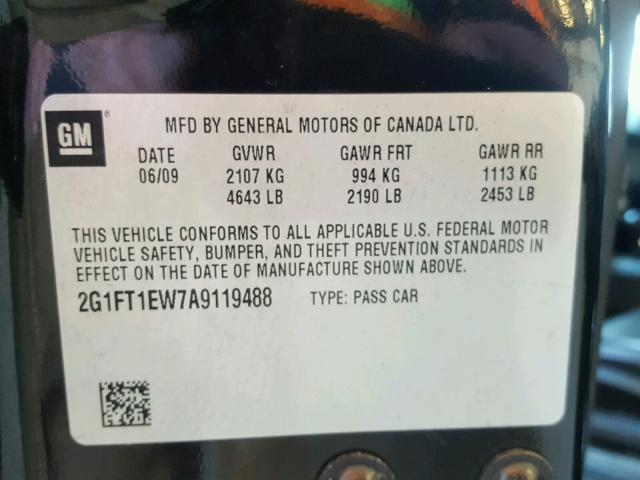 GM ®
MFD BY GENERAL MOTORS OF CANADA LTD.
DATE GVWR GAWR FRT GAWR RR
06/09 2107 KG 994 KG 1113 KG
4643 LB 2190 LB 2453 LB
THIS VEHICLE CONFORMS TO ALL APPLICABLE U.S. FEDERAL MOTOR
VEHICLE SAFETY, BUMPER, AND THEFT PREVENTION STANDARDS IN
EFFECT ON THE DATE OF MANUFACTURE SHOWN ABOVE.
2G1FT1EW7A9119488 TYPE: PASS CAR